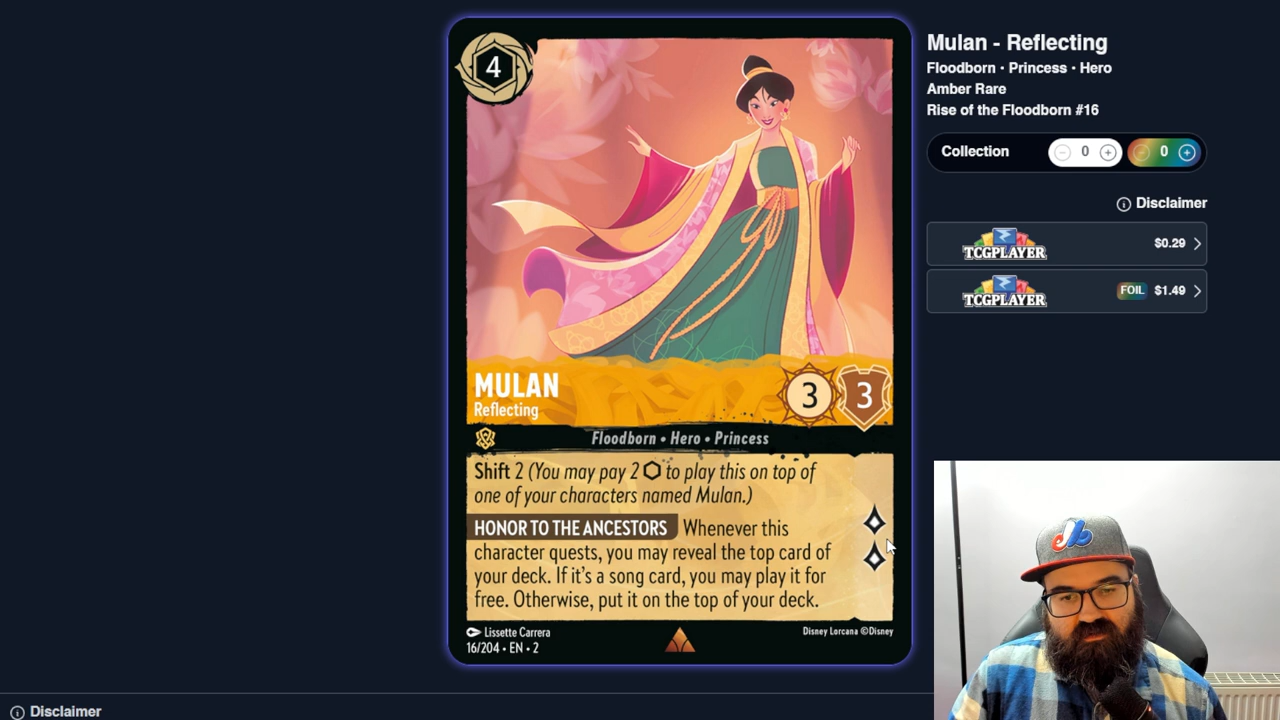 4
MULAN
Reflecting
3
3
Floodborn • Hero • Princess
Shift 2 (You may pay 2 to play this on top of
one of your characters named Mulan.)
HONOR TO THE ANCESTORS Whenever this
character quests, you may reveal the top card of
your deck. If it's a song card, you may play it for
free. Otherwise, put it on the top of your deck.
Lissette Carrera
Disney Lorcana ©Disney
16/204 • EN • 2
Mulan - Reflecting
Floodborn • Princess • Hero
Amber Rare
Rise of the Floodborn #16
Collection 0 0
Disclaimer
TCGPLAYER $0.29
TCGPLAYER FOIL $1.49
Disclaimer